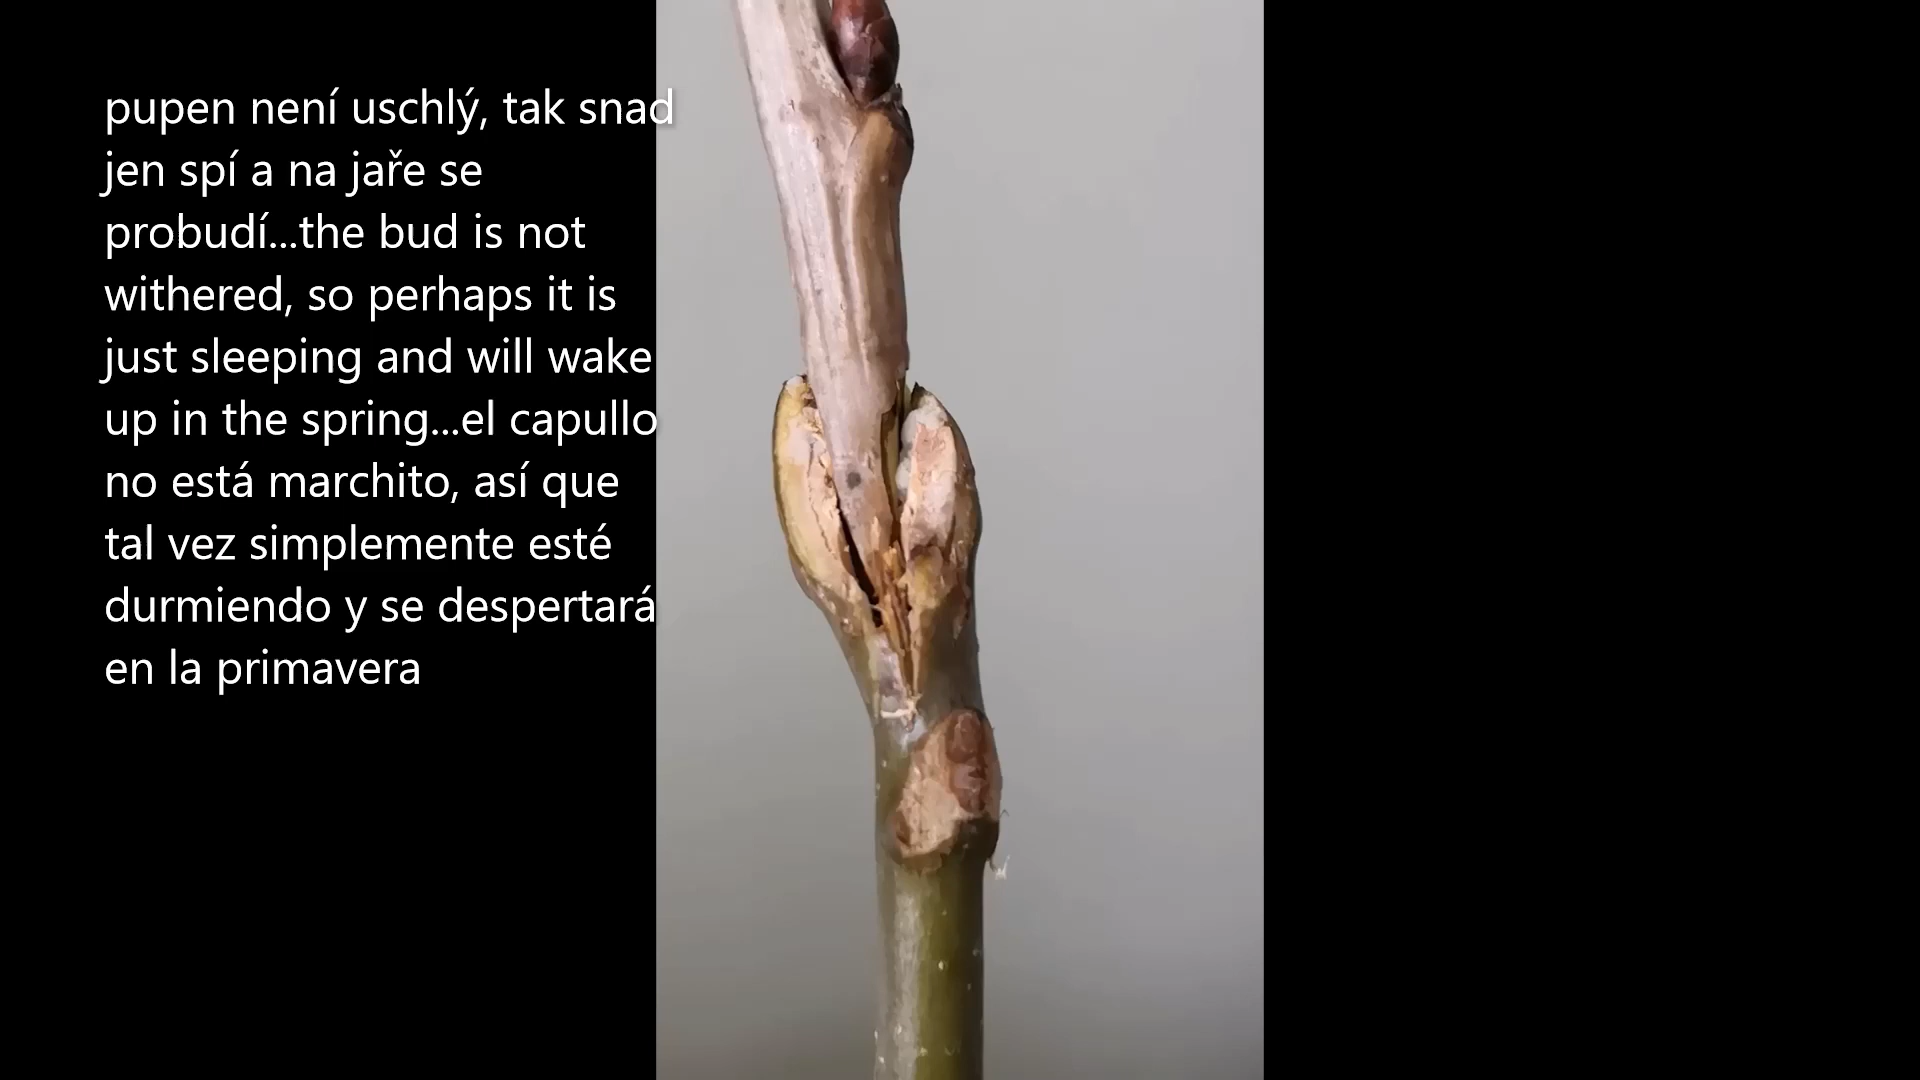 pupen není uschlý, tak snad
jen spí a na jaře se
probudí...the bud is not
withered, so perhaps it is
just sleeping and will wake
up in the spring...el capullo
no está marchito, así que
tal vez simplemente esté
durmiendo y se despertará
en la primavera